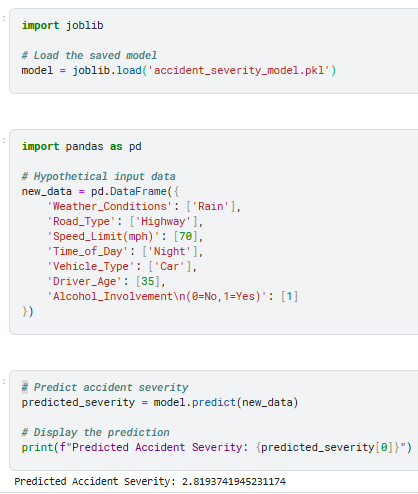 import joblib
# Load the saved model
model = joblib.load('accident_severity_model.pkl')
import pandas as pd
# Hypothetical input data
new_data = pd.DataFrame({
    'Weather_Conditions': ['Rain'],
    'Road_Type': ['Highway'],
    'Speed_Limit(mph)': [70],
    'Time_of_Day': ['Night'],
    'Vehicle_Type': ['Car'],
    'Driver_Age': [35],
    'Alcohol_Involvement\n(0=No,1=Yes)': [1]
})
# Predict accident severity
predicted_severity = model.predict(new_data)
# Display the prediction
print(f"Predicted Accident Severity: {predicted_severity[0]}")
Predicted Accident Severity: 2.8193741945231174